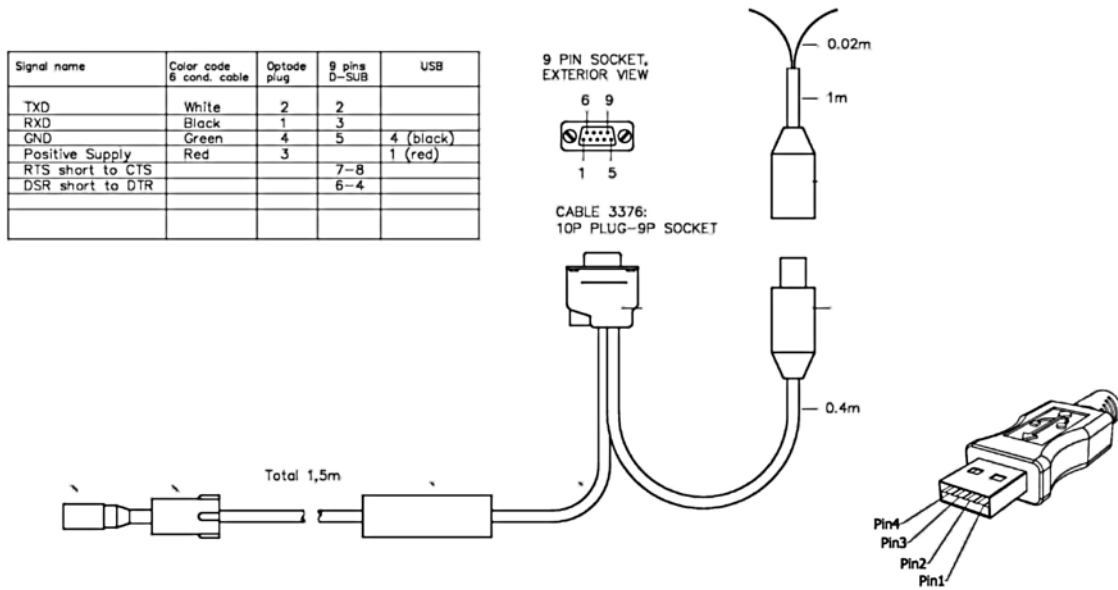 Signal name Color code 6 cond. cable Optode plug 9 pins D-SUB USB
TXD White 2 2
RXD Black 1 3
GND Green 4 5 4 (black)
Positive Supply Red 3 1 (red)
RTS short to CTS 7-8
DSR short to DTR 6-4
9 PIN SOCKET,
EXTERIOR VIEW
6 9
1 5
CABLE 3376:
10P PLUG-9P SOCKET
0.02m
1m
0.4m
Total 1,5m
Pin4
Pin3
Pin2
Pin1